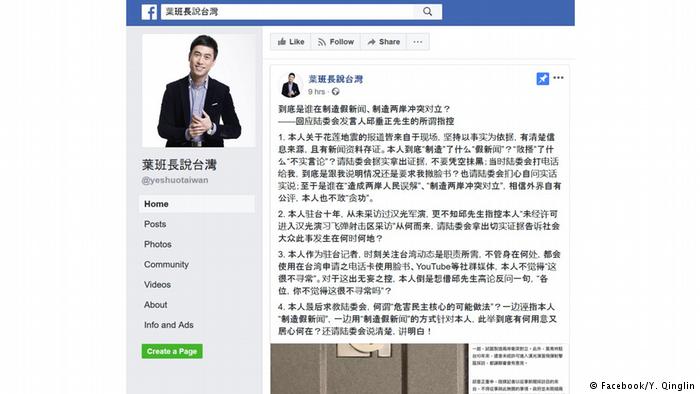 葉班長說台灣
Like
Follow
Share
葉班長說台灣
9 hrs
到底是谁在制造假新闻、制造两岸冲突对立？
——回应陆委会发言人邱垂正先生的所谓指控
1. 本人关于花莲地震的报道皆来自于现场，坚持以事实为依据，有清楚信
息来源，且有新闻资料存证。本人到底“制造”了什么“假新闻”？“散播”了什
么“不实言论”？请陆委会据实拿出证据，不要凭空抹黑；当时陆委会打电话
给我，到底是跟我说明情况还是要求我撤脸书？也请陆委会扪心自问实话
实说；至于是谁在“造成两岸人民误解”、“制造两岸冲突对立”，相信外界自有
公评，本人也不敢“贪功”。
2. 本人驻台十年，从未采访过汉光军演，更不知邱先生指控本人“未经许可
进入汉光演习飞弹射击区采访”从何而来，请陆委会拿出切实证据告诉社会
大众此事发生在何时何地？
3. 本人作为驻台记者，时刻关注台湾动态是职责所需，不管身在何处，都会
使用在台湾申请之电话卡使用脸书、YouTube等社群媒体，本人不觉得“这
很不寻常”。对于这出无妄之控，本人倒是想借邱先生高论反问一句，“各
位，你不觉得这很不寻常吗？”
4. 本人最后求教陆委会，何谓“危害民主核心的可能做法”？一边诬指本人
“制造假新闻”，一边用“制造假新闻”的方式针对本人，此举到底有何用意又
居心何在？还请陆委会说清楚，讲明白！
葉班長說台灣
@yeshuotaiwan
Home
Posts
Photos
Community
Videos
About
Info and Ads
Create a Page
© Facebook/Y. Qinglin